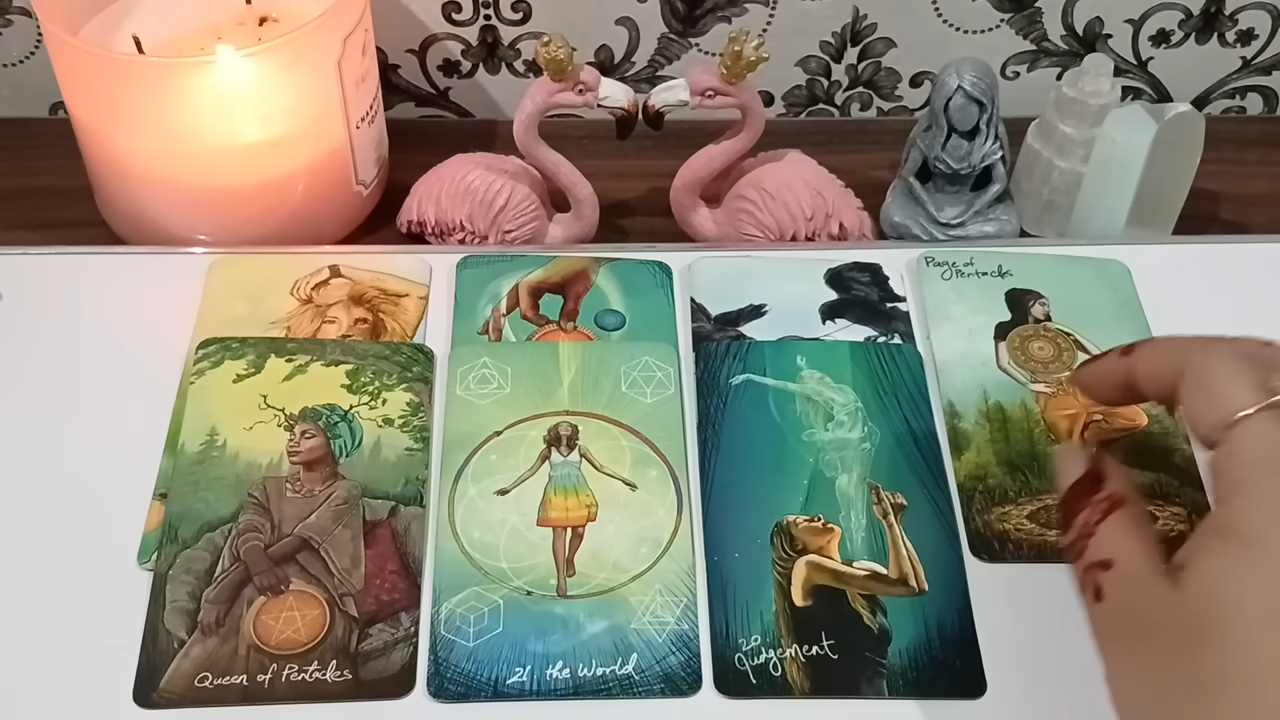 Page of
Pentacles
Queen of Pentacles
21. the World
20
Judgement